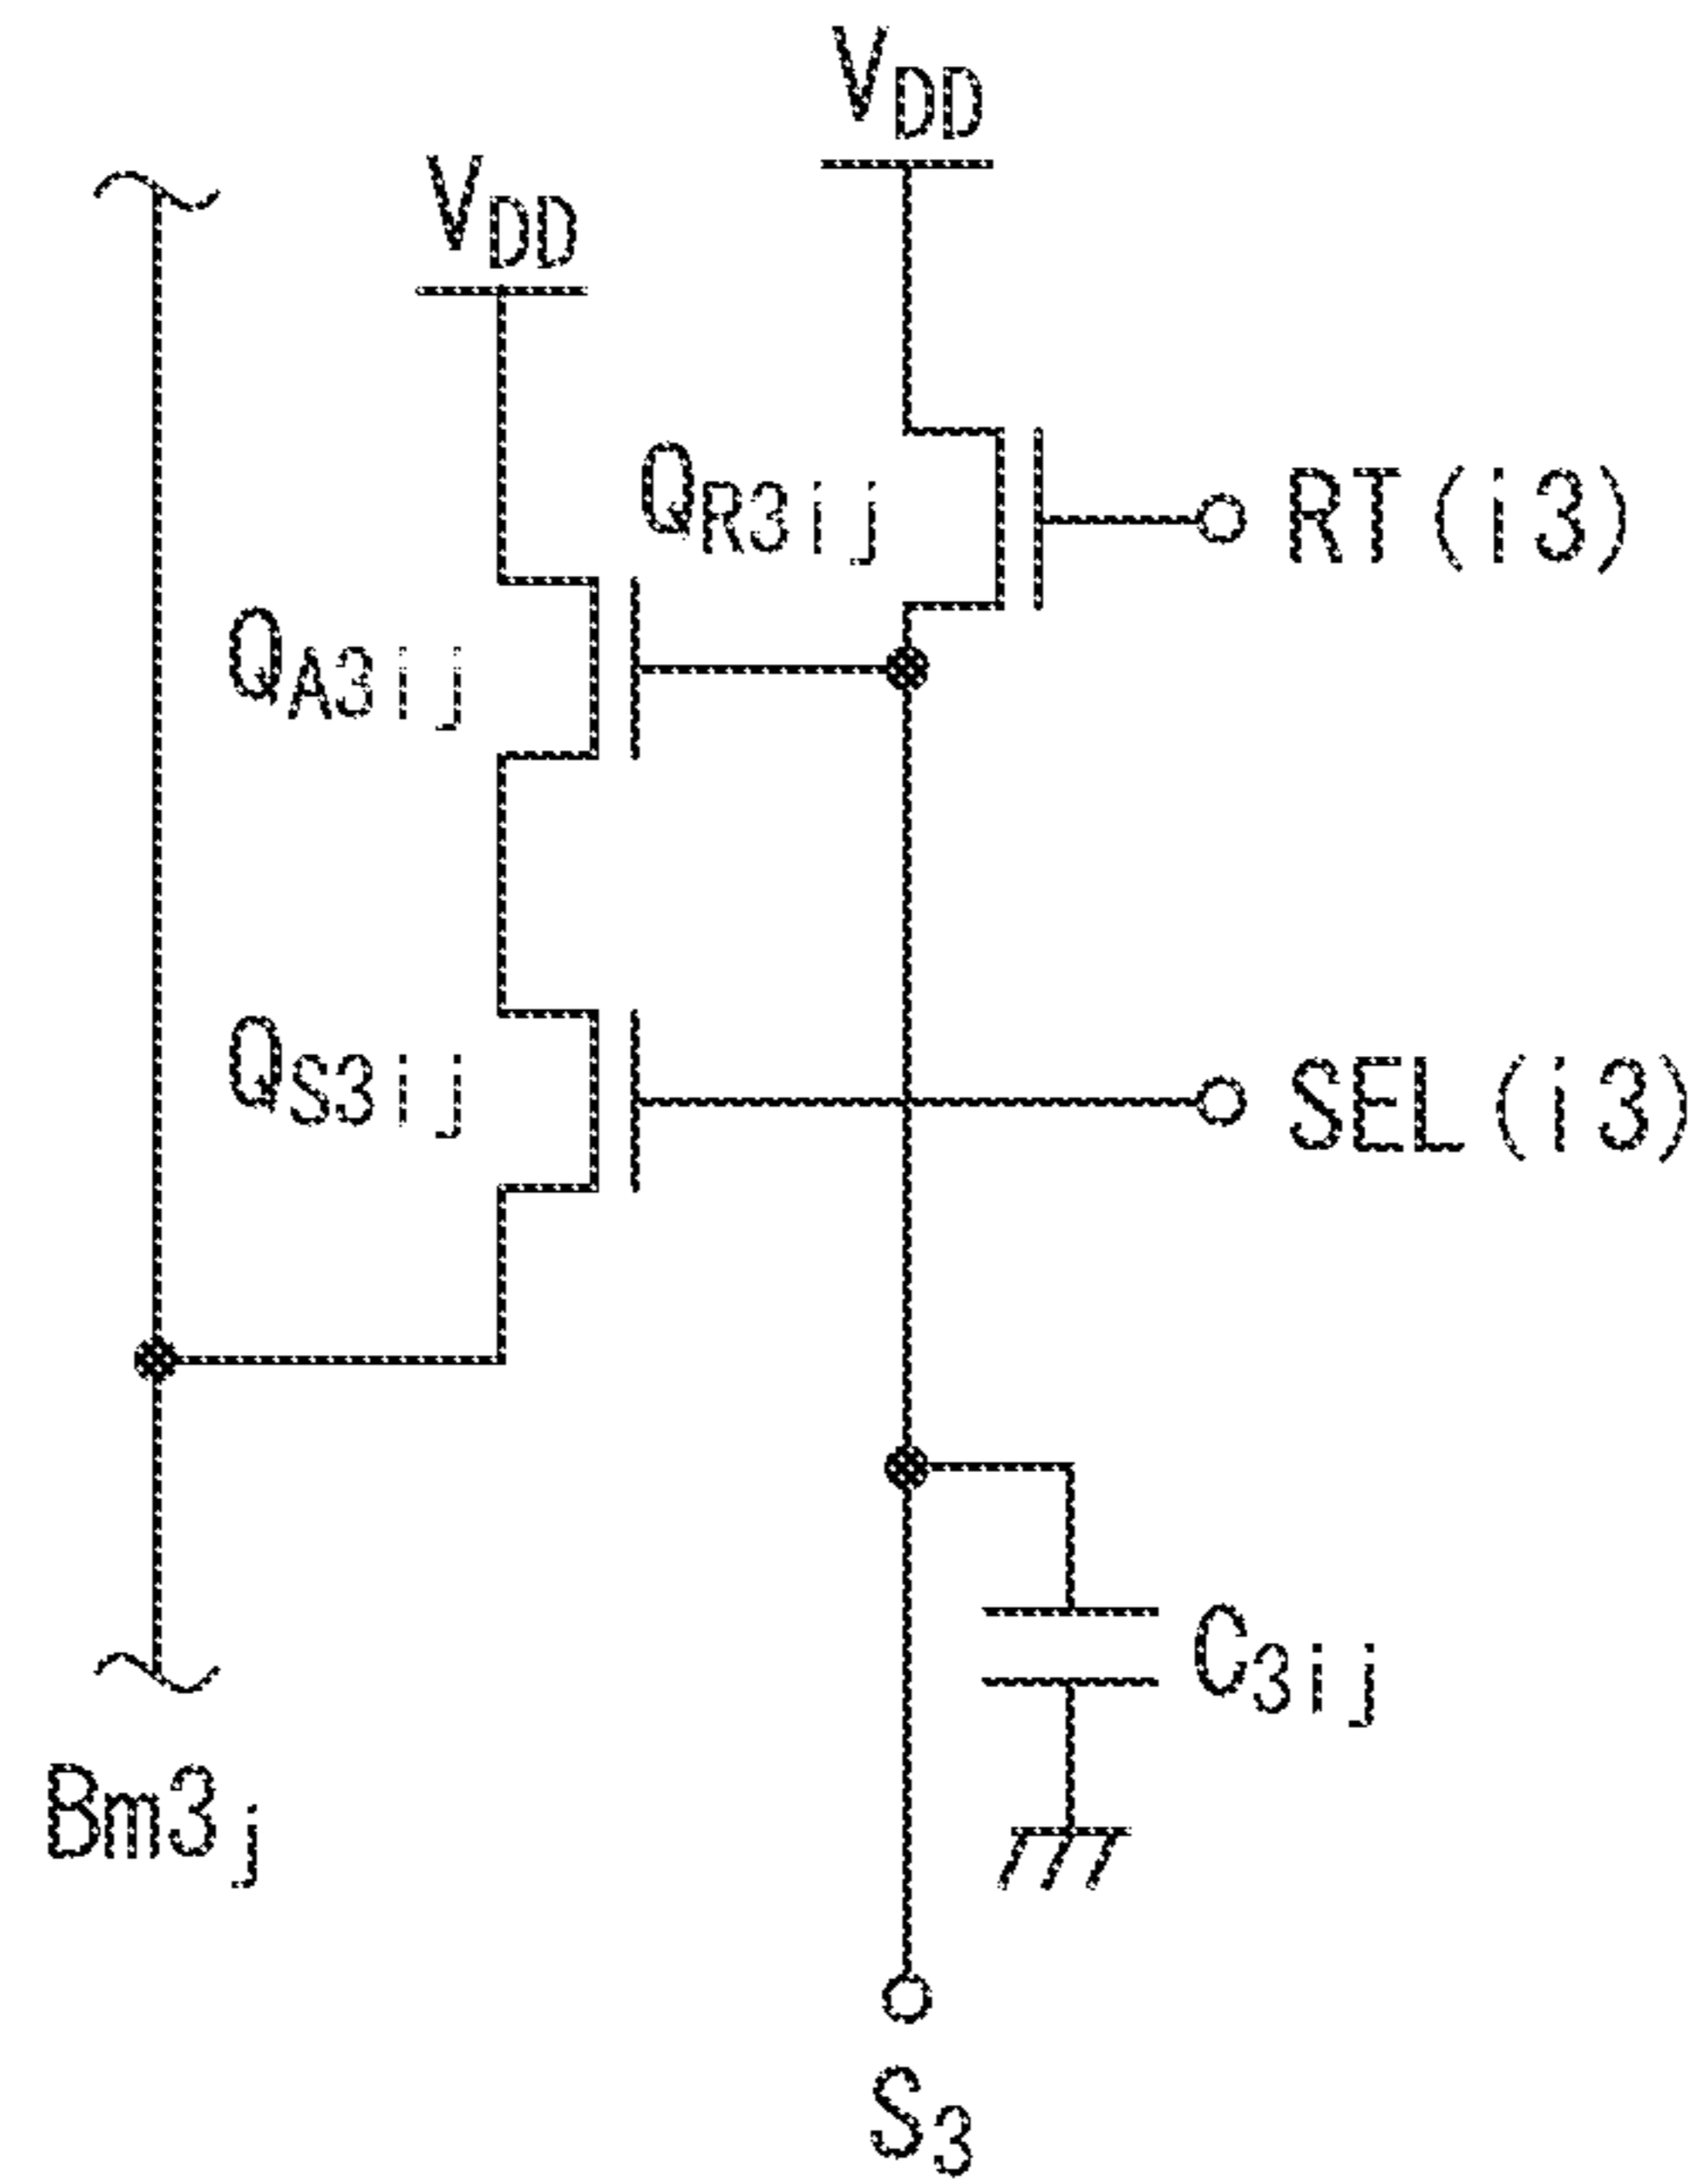 VDD
VDD
QR3ij
RT(i3)
QA3ij
QS3ij
SEL(i3)
C3ij
Bm3j
S3